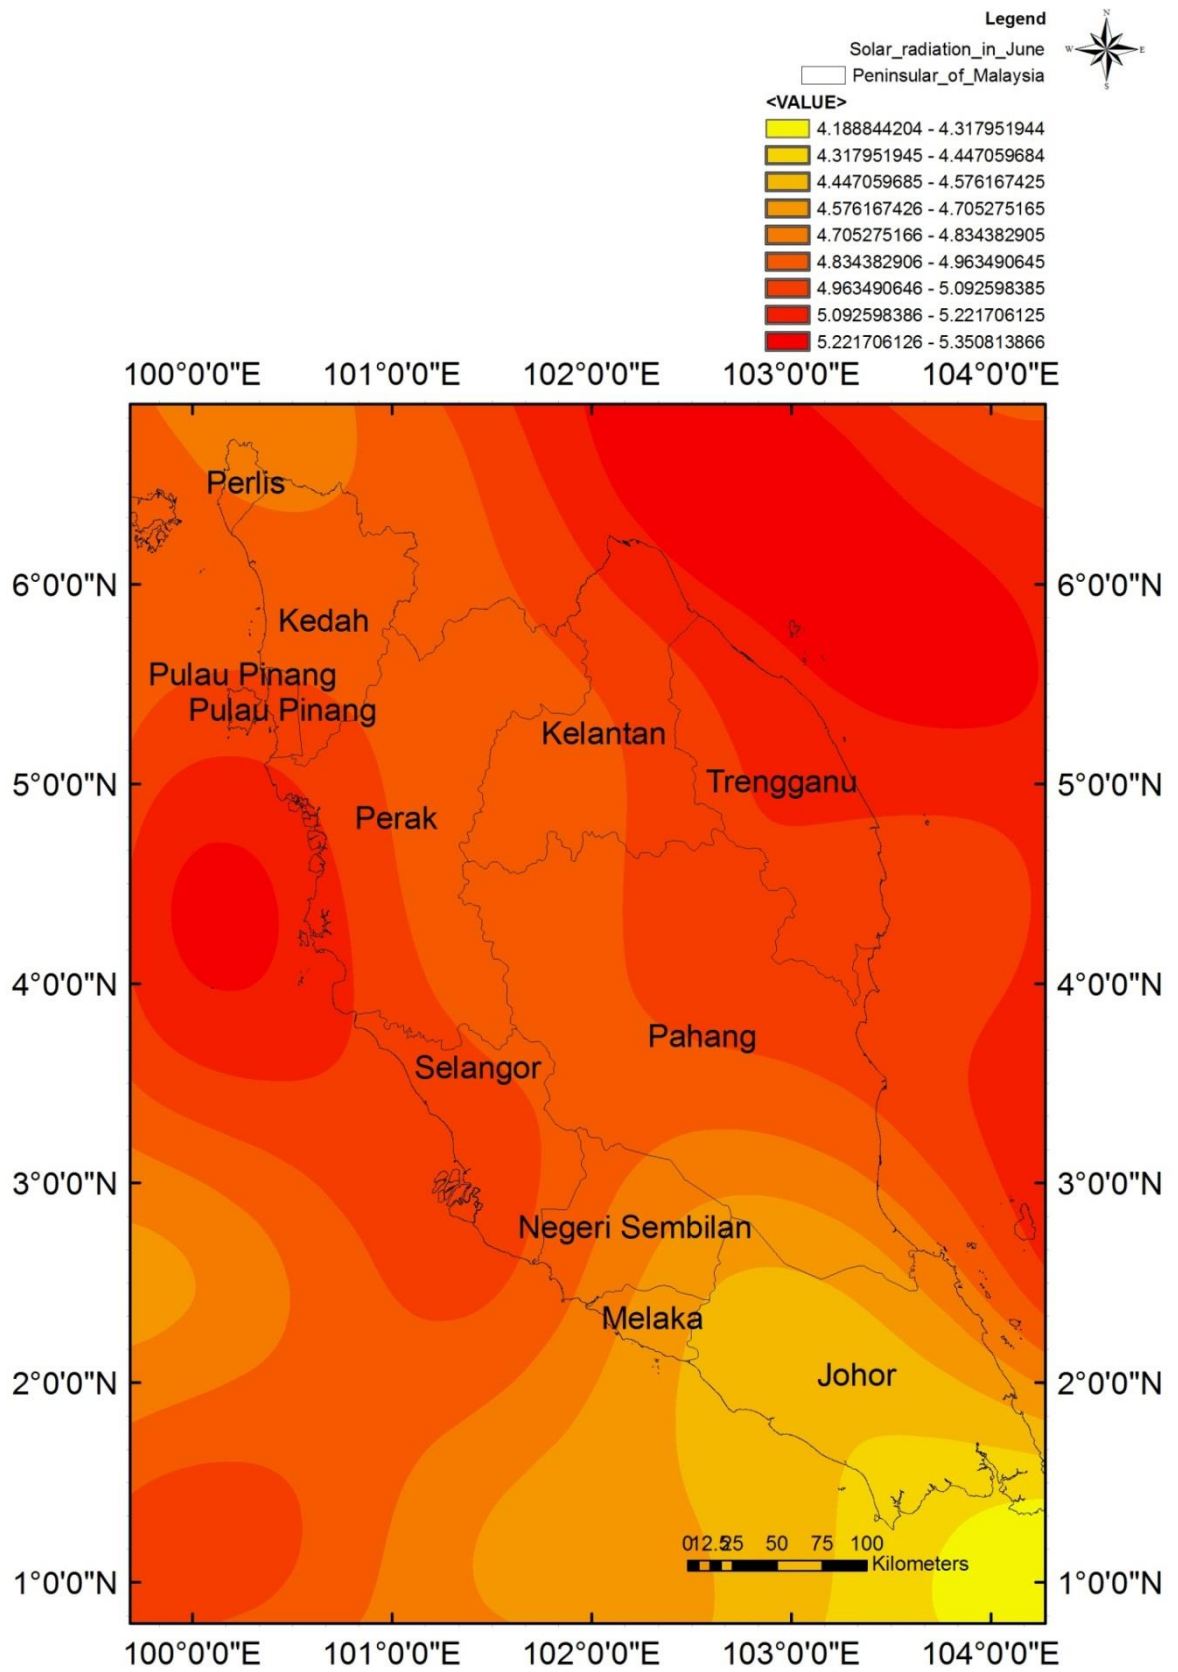 Legend
N
Solar_radiation_in_June
W E
Peninsular_of_Malaysia
S
<VALUE>
4.188844204 - 4.317951944
4.317951945 - 4.447059684
4.447059685 - 4.576167425
4.576167426 - 4.705275165
4.705275166 - 4.834382905
4.834382906 - 4.963490645
4.963490646 - 5.092598385
5.092598386 - 5.221706125
5.221706126 - 5.350813866
100°0'0"E 101°0'0"E 102°0'0"E 103°0'0"E 104°0'0"E
Perlis
6°0'0"N 6°0'0"N
Kedah
Pulau Pinang
Pulau Pinang
Kelantan
5°0'0"N Trengganu 5°0'0"N
Perak
4°0'0"N 4°0'0"N
Pahang
Selangor
3°0'0"N 3°0'0"N
Negeri Sembilan
Melaka
2°0'0"N Johor 2°0'0"N
0 12.5 25 50 75 100
Kilometers
1°0'0"N 1°0'0"N
100°0'0"E 101°0'0"E 102°0'0"E 103°0'0"E 104°0'0"E